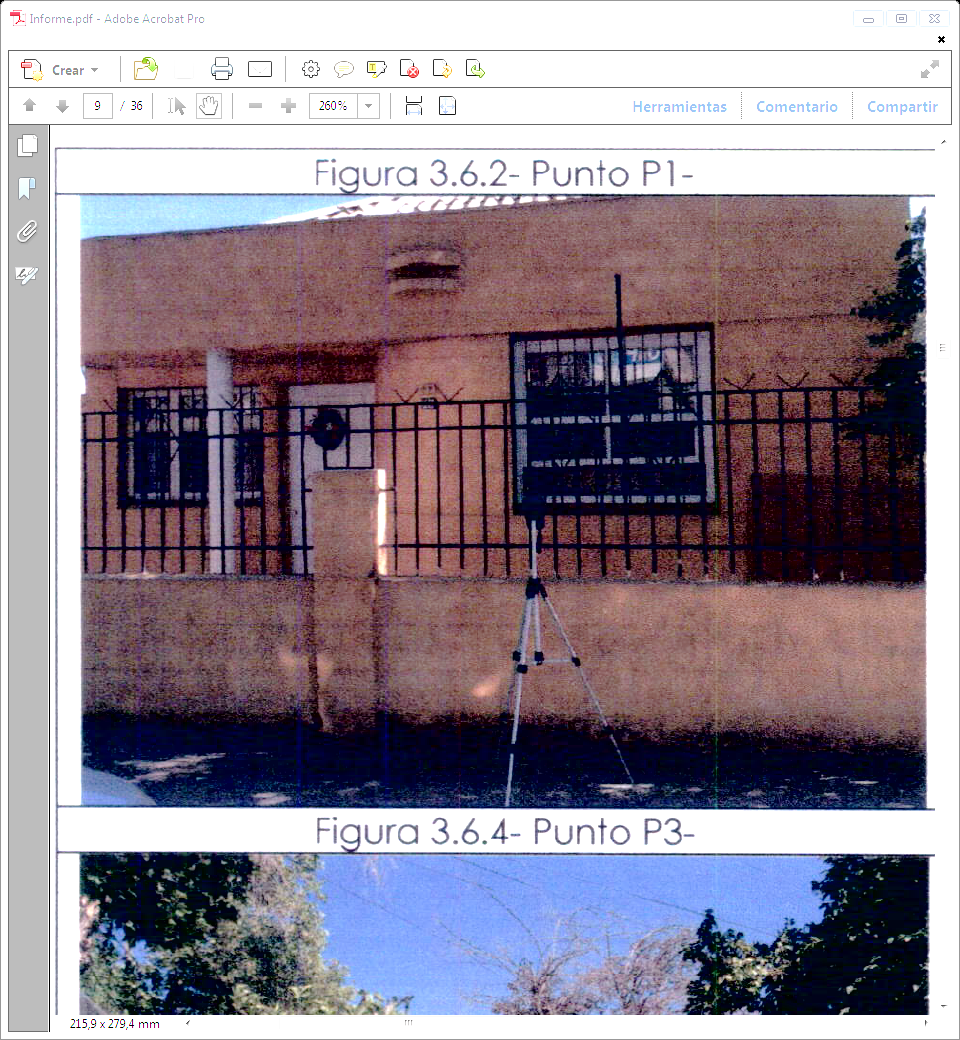 Informe.pdf - Adobe Acrobat Pro
Crear
9 / 36
260%
Herramientas
Comentario
Compartir
Figura 3.6.2- Punto P1-
Figura 3.6.4- Punto P3-
215,9 x 279,4 mm